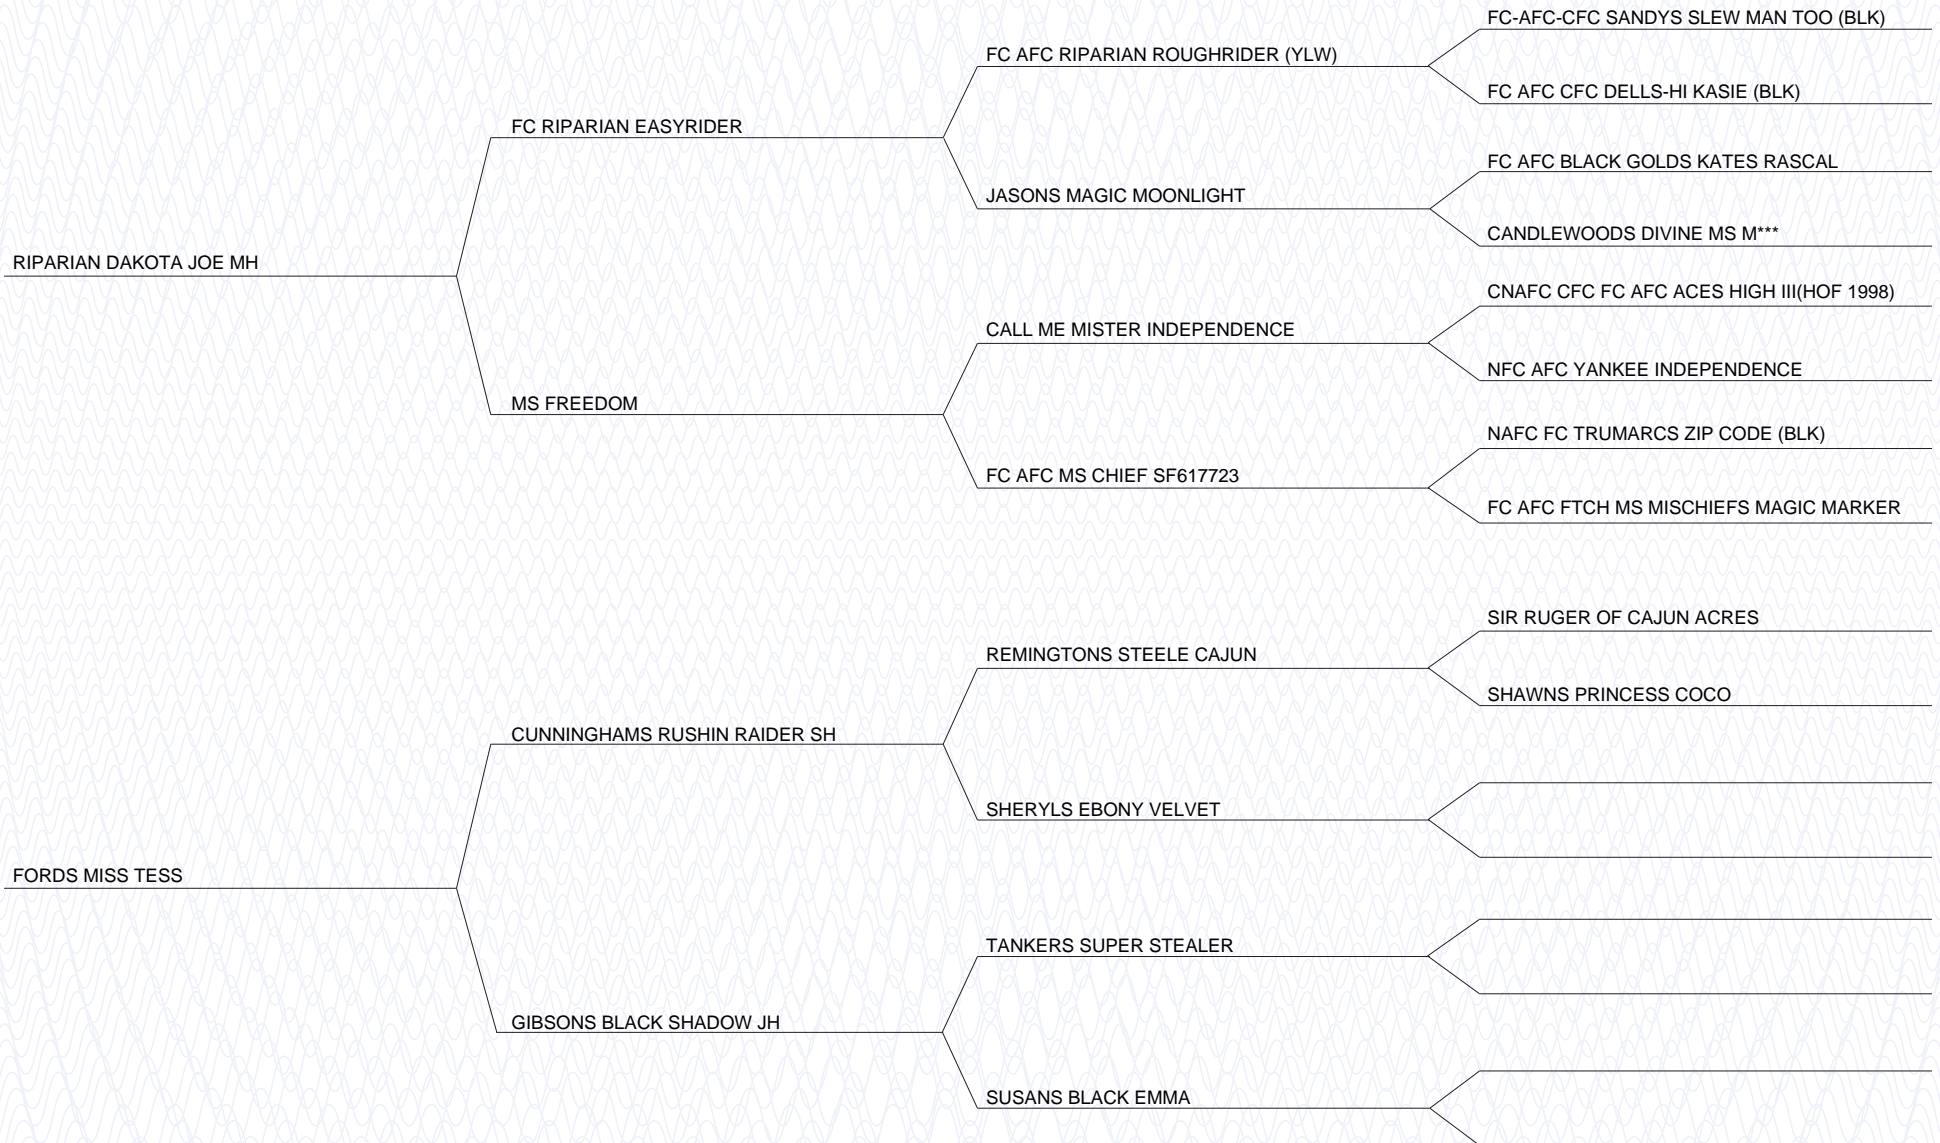 FC-AFC-CFC SANDYS SLEW MAN TOO (BLK)
FC AFC RIPARIAN ROUGHRIDER (YLW)
FC AFC CFC DELLS-HI KASIE (BLK)
FC RIPARIAN EASYRIDER
FC AFC BLACK GOLDS KATES RASCAL
JASONS MAGIC MOONLIGHT
CANDLEWOODS DIVINE MS M***
RIPARIAN DAKOTA JOE MH
CNAFC CFC FC AFC ACES HIGH III(HOF 1998)
CALL ME MISTER INDEPENDENCE
NFC AFC YANKEE INDEPENDENCE
MS FREEDOM
NAFC FC TRUMARCS ZIP CODE (BLK)
FC AFC MS CHIEF SF617723
FC AFC FTCH MS MISCHIEFS MAGIC MARKER
SIR RUGER OF CAJUN ACRES
REMINGTONS STEELE CAJUN
SHAWNS PRINCESS COCO
CUNNINGHAMS RUSHIN RAIDER SH
SHERYLS EBONY VELVET
FORDS MISS TESS
TANKERS SUPER STEALER
GIBSONS BLACK SHADOW JH
SUSANS BLACK EMMA